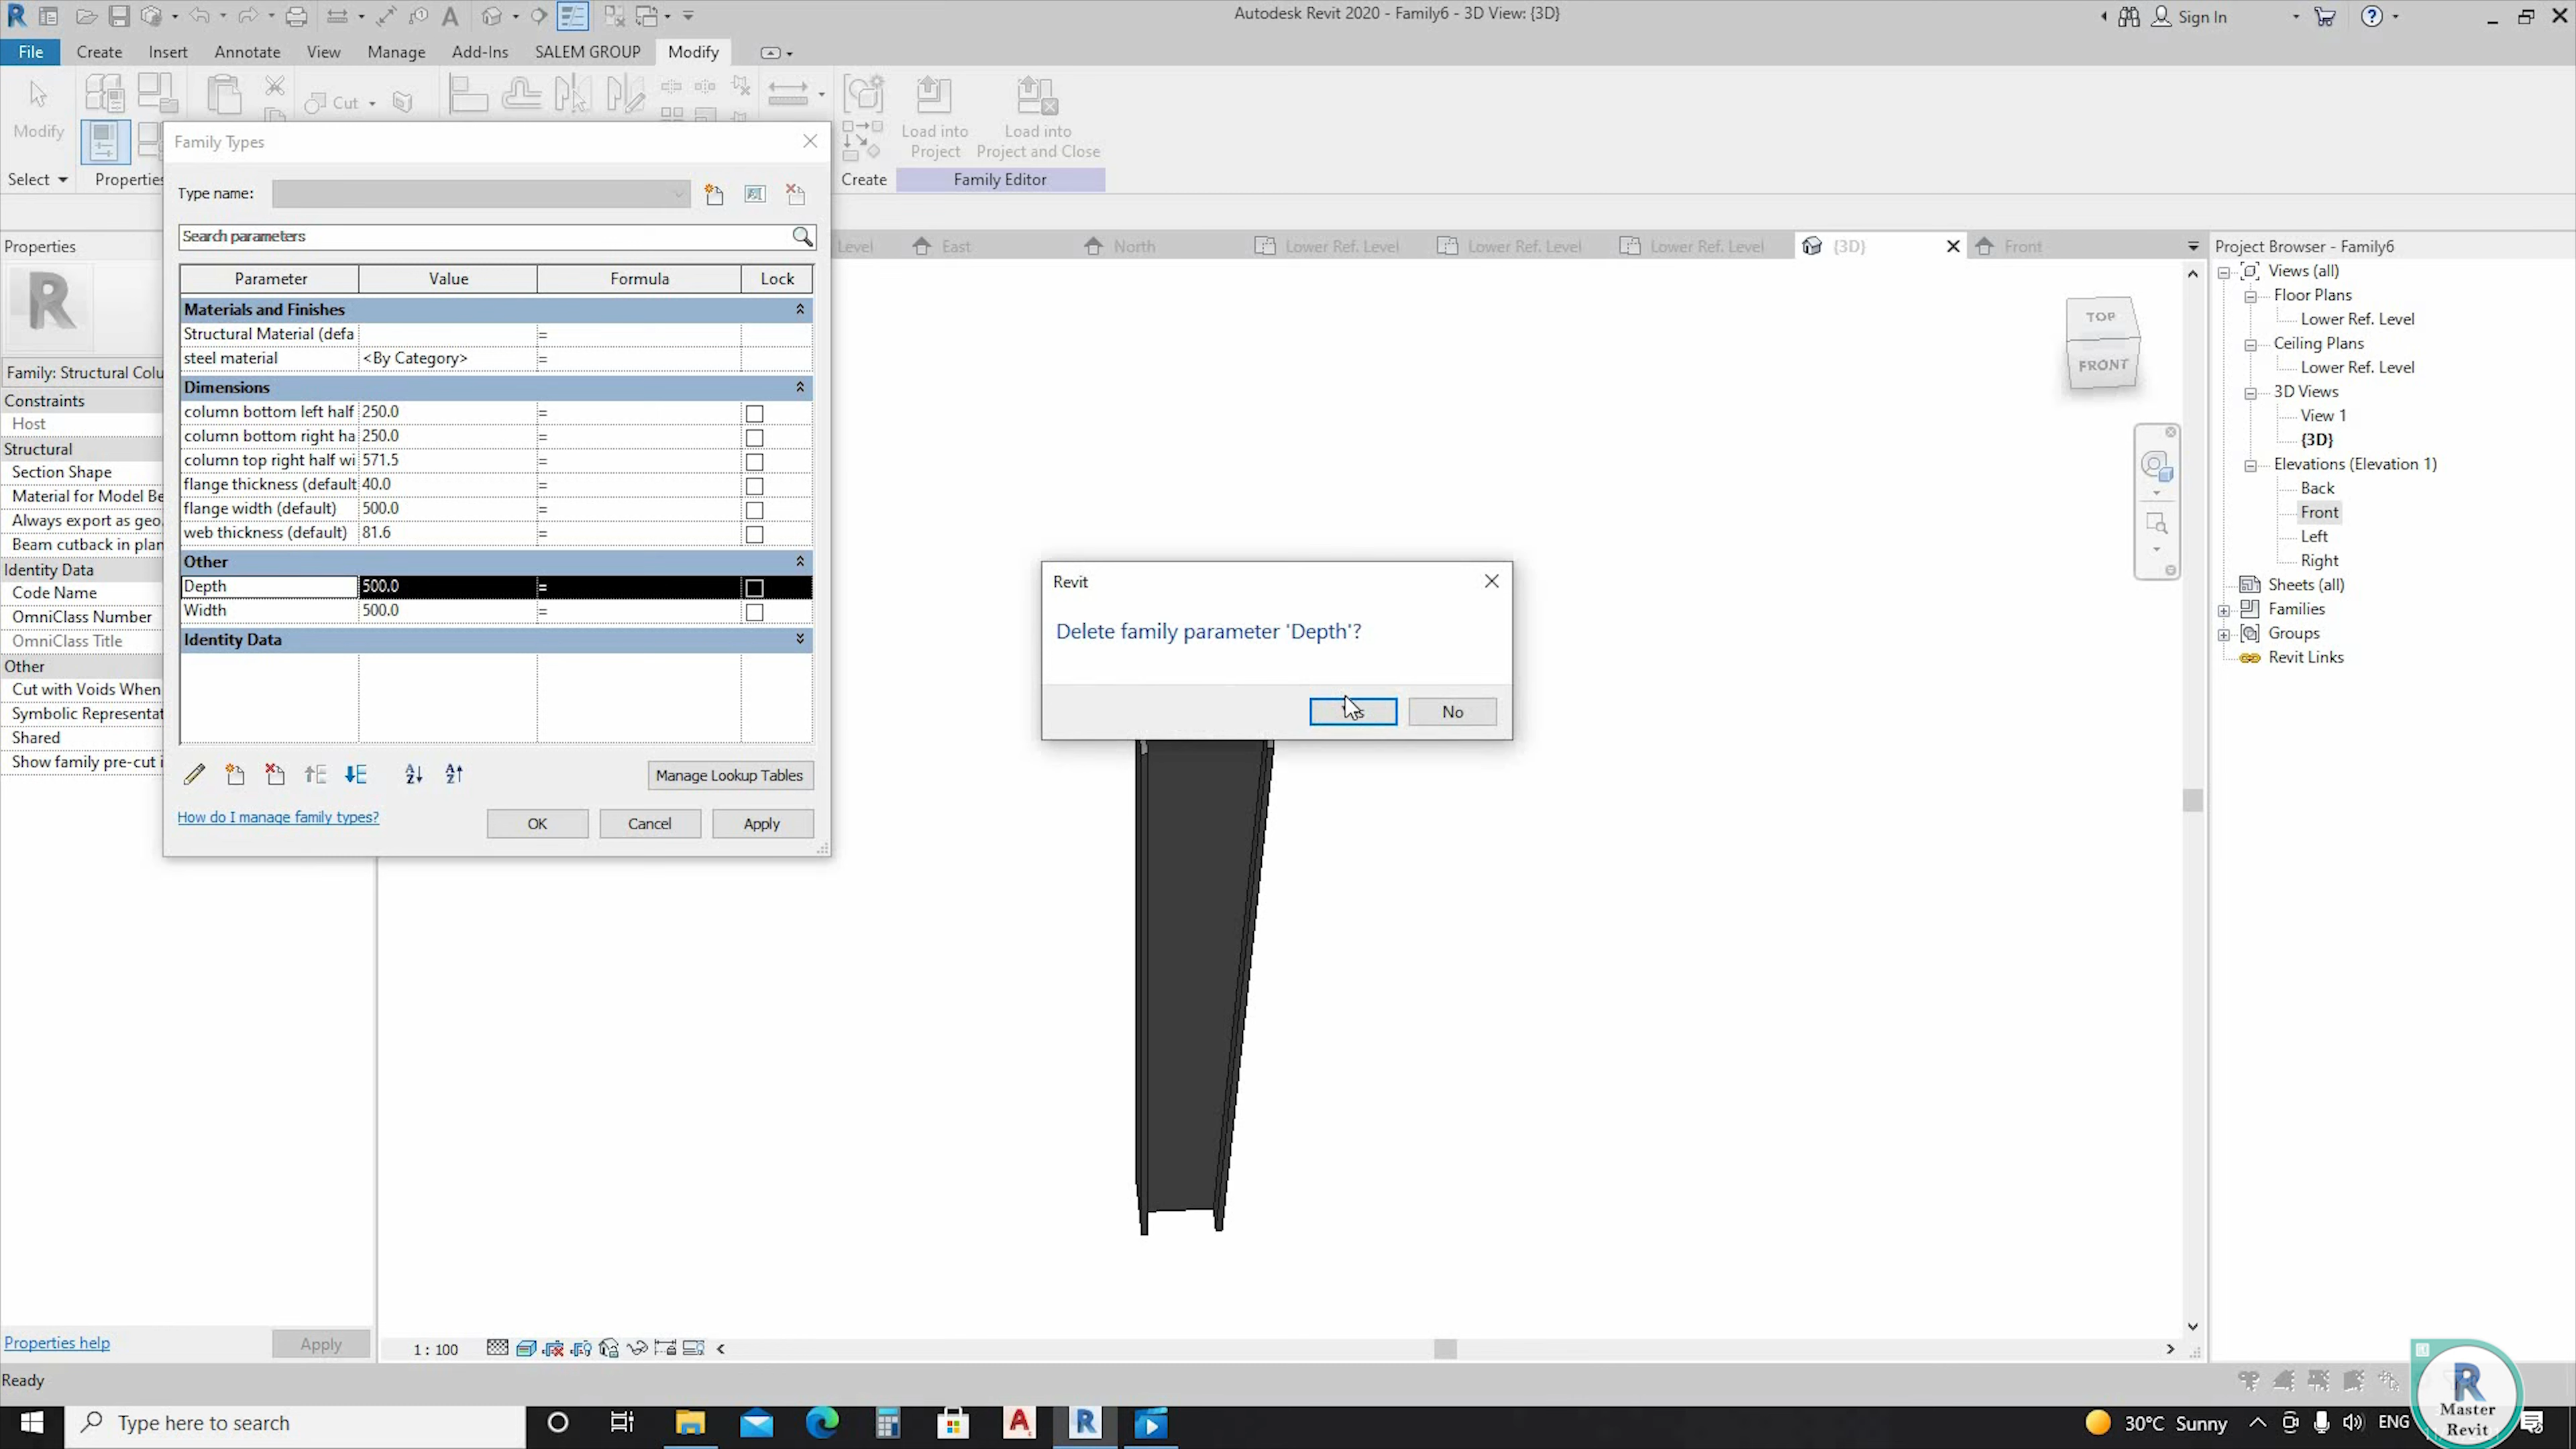 Autodesk Revit 2020 - Family6 - 3D View: {3D}
Sign In
File
Create
Insert
Annotate
View
Manage
Add-Ins
SALEM GROUP
Modify
Modify
Cut
Load into
Project
Load into
Project and Close
Select
Properties
Create
Family Editor
Family Types
Type name:
Search parameters
Parameter
Value
Formula
Lock
Materials and Finishes
Structural Material (defa
=
steel material
<By Category>
=
Dimensions
column bottom left half
250.0
=
column bottom right ha
250.0
=
column top right half wi
571.5
=
flange thickness (default
40.0
=
flange width (default)
500.0
=
web thickness (default)
81.6
=
Other
Depth
500.0
=
Width
500.0
=
Identity Data
Manage Lookup Tables
How do I manage family types?
OK
Cancel
Apply
Properties
Family: Structural Colu
Constraints
Host
Structural
Section Shape
Material for Model Be
Always export as geo.
Beam cutback in plan
Identity Data
Code Name
OmniClass Number
OmniClass Title
Other
Cut with Voids When
Symbolic Representat
Shared
Show family pre-cut i
Properties help
Apply
Level
East
North
Lower Ref. Level
Lower Ref. Level
Lower Ref. Level
{3D}
Front
TOP
FRONT
Revit
Delete family parameter 'Depth'?
No
Project Browser - Family6
Views (all)
Floor Plans
Lower Ref. Level
Ceiling Plans
Lower Ref. Level
3D Views
View 1
{3D}
Elevations (Elevation 1)
Back
Front
Left
Right
Sheets (all)
Families
Groups
Revit Links
1 : 100
Ready
Type here to search
30°C Sunny
ENG
R
Master
Revit